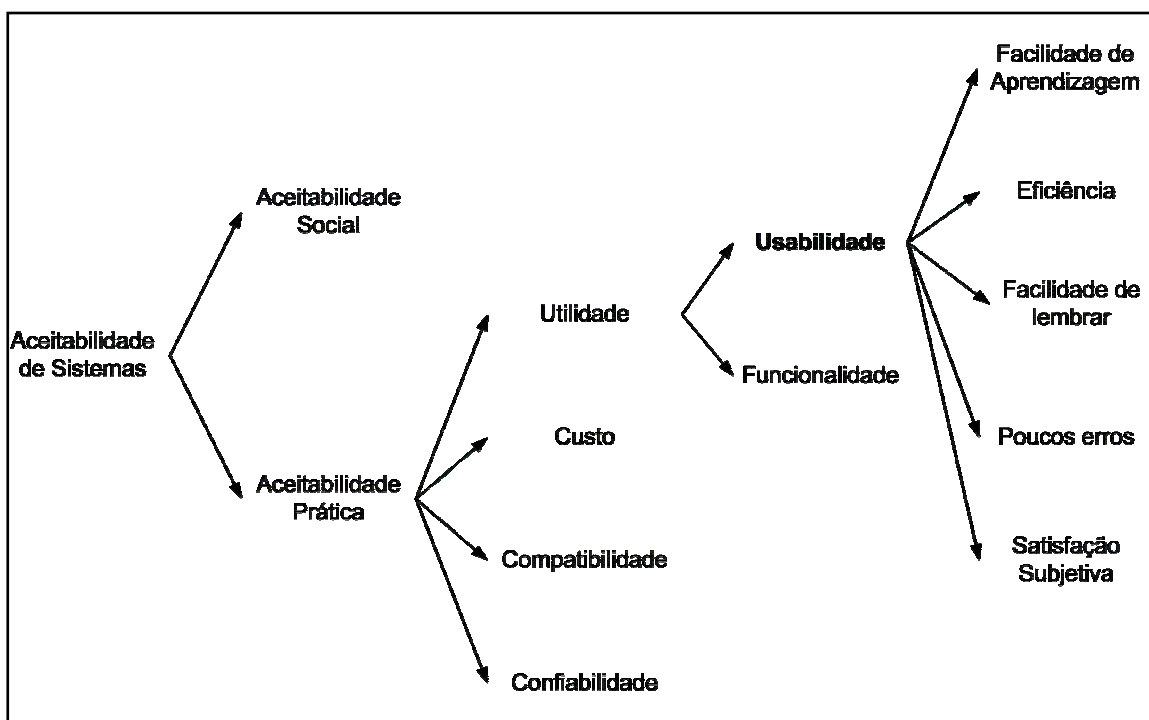 Facilidade de
Aprendizagem
Aceitabilidade
Social
Eficiência
Usabilidade
Facilidade de
lembrar
Utilidade
Aceitabilidade
de Sistemas
Funcionalidade
Custo
Poucos erros
Aceitabilidade
Prática
Compatibilidade
Satisfação
Subjetiva
Confiabilidade